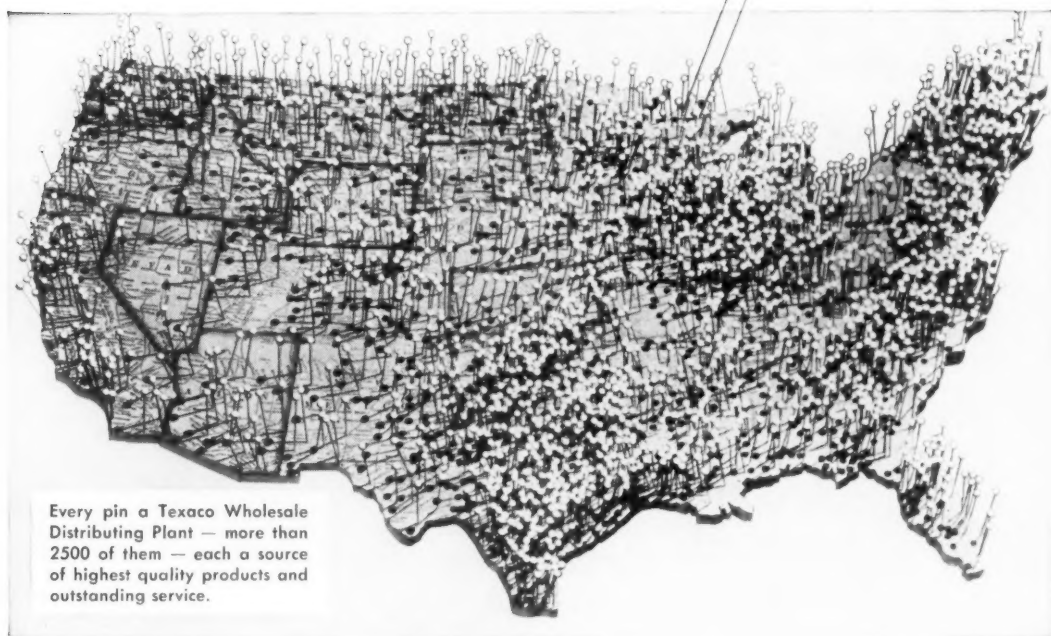 Every pin a Texaco Wholesale
Distributing Plant — more than
2500 of them — each a source
of highest quality products and
outstanding service.